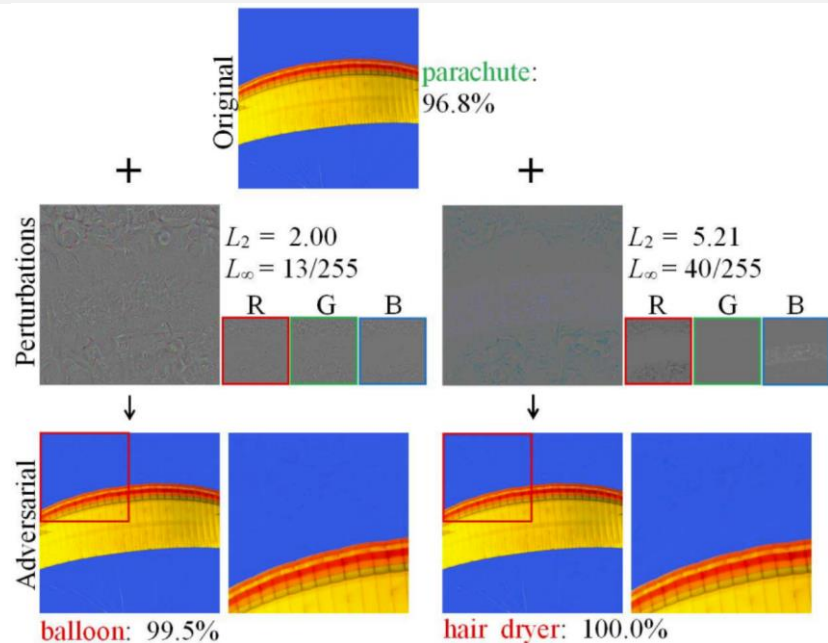 Original
parachute:
96.8%
+
+
Perturbations
L₂ = 2.00
L∞ = 13/255
R G B
L₂ = 5.21
L∞ = 40/255
R G B
Adversarial
balloon: 99.5%
hair dryer: 100.0%